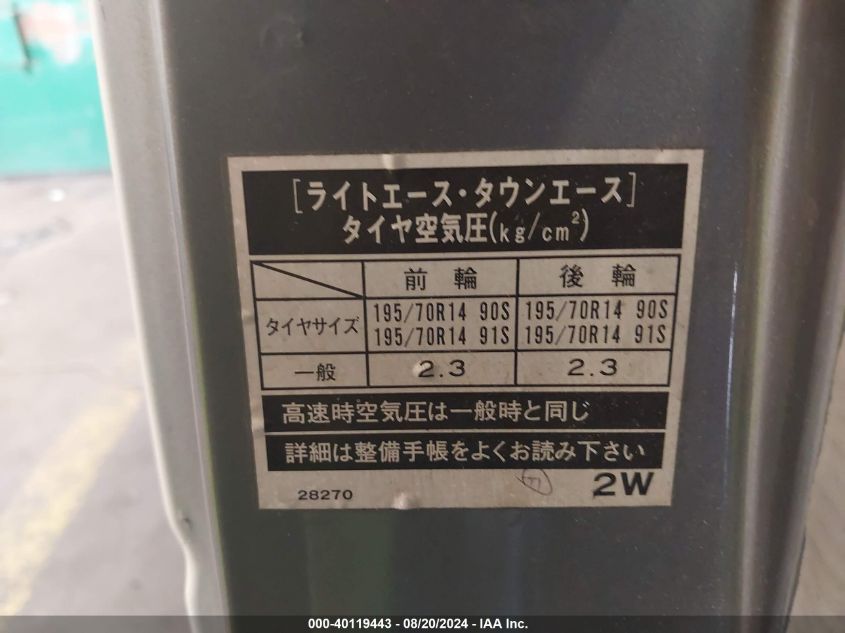 [ライトエース・タウンエース]
タイヤ空気圧(kg/cm²)
前輪 後輪
タイヤサイズ 195/70R14 90S 195/70R14 90S
195/70R14 91S 195/70R14 91S
一般 2.3 2.3
高速時空気圧は一般時と同じ
詳細は整備手帳をよくお読み下さい
28270 2W
000-40119443 - 08/20/2024 - IAA Inc.